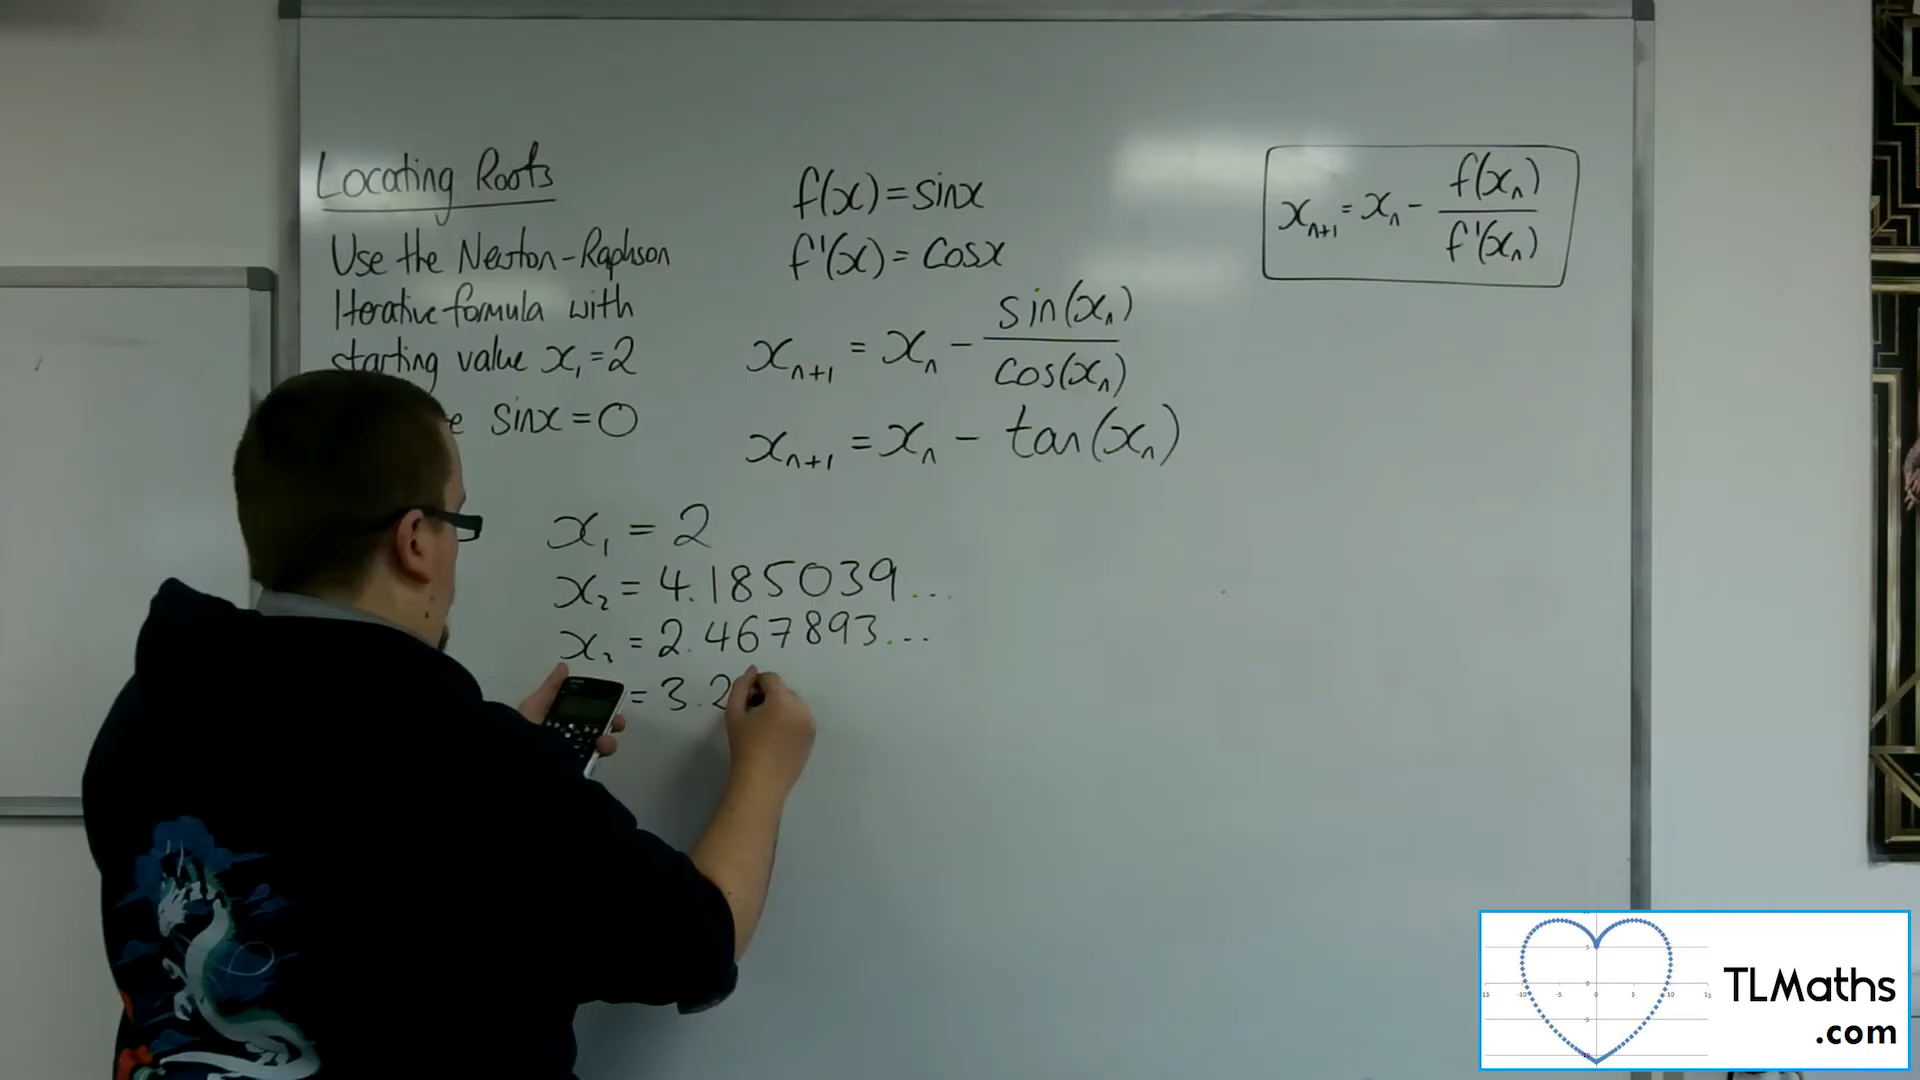 Locating Roots
Use the Newton-Raphson
Iterative formula with
starting value x₁=2
sinx=0
f(x)=sinx
f'(x)=cosx
xₙ₊₁ = xₙ - sin(xₙ)/cos(xₙ)
xₙ₊₁ = xₙ - tan(xₙ)
x₁ = 2
x₂ = 4.185039...
x₃ = 2.467893...
= 3.2
xₙ₊₁ = xₙ - f(xₙ)/f'(xₙ)
TLMaths
.com